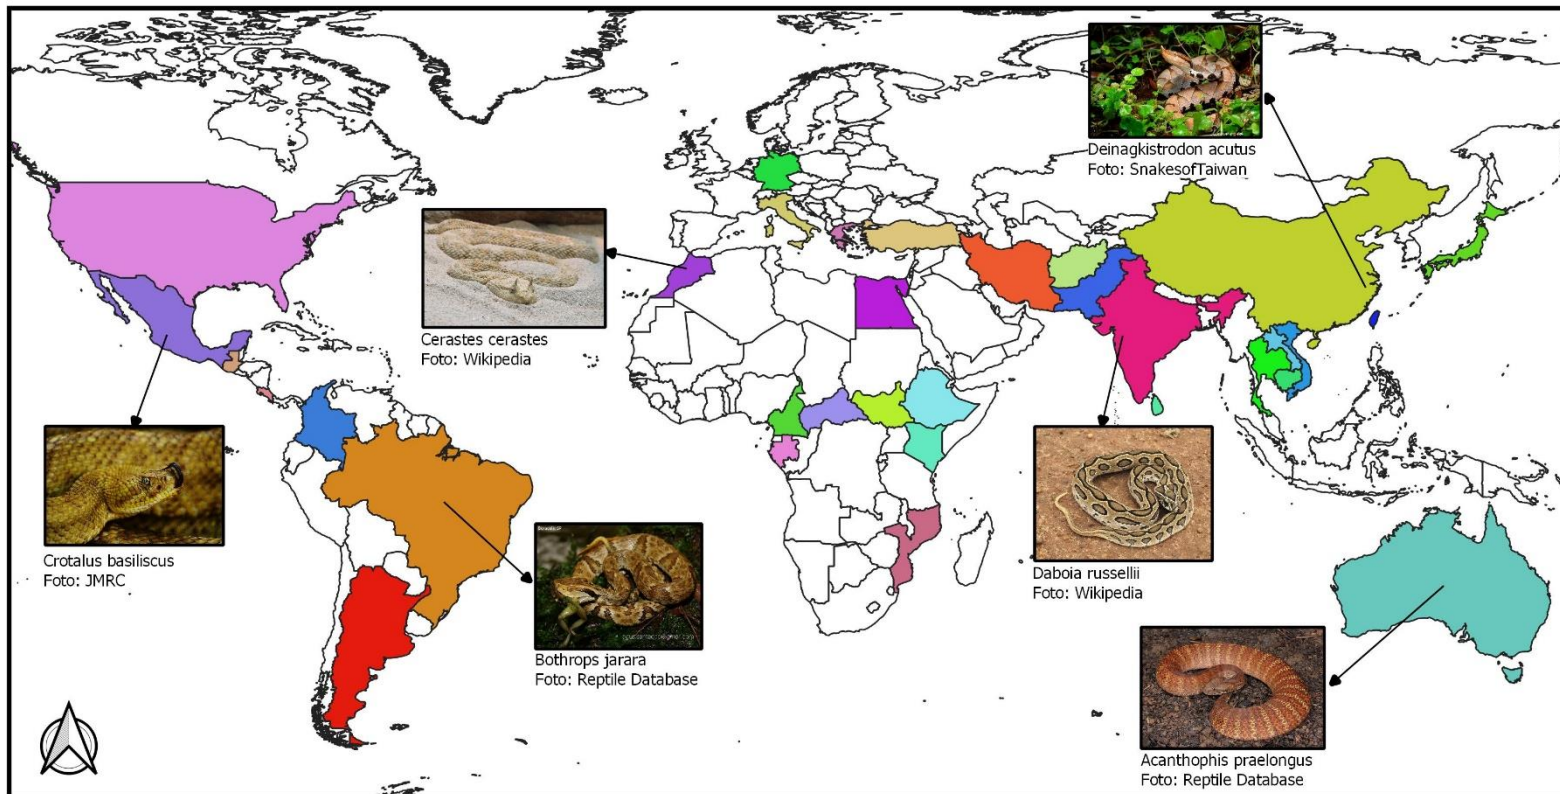 Deinagkistrodon acutus
Foto: SnakesofTaiwan
Cerastes cerastes
Foto: Wikipedia
Crotalus basiliscus
Foto: JMRC
Bothrops jarara
Foto: Reptile Database
Daboia russellii
Foto: Wikipedia
Acanthophis praelongus
Foto: Reptile Database